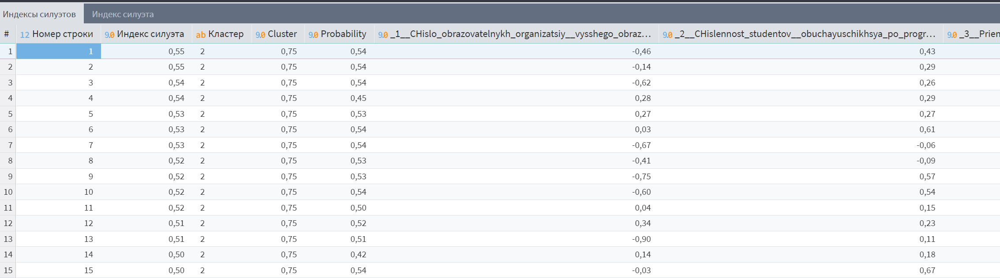 Индексы силуэтов Индекс силуэта
# 12 Номер строки 9.0 Индекс силуэта ab Кластер 9.0 Cluster 9.0 Probability 9.0 _1__CHislo_obrazovatelnykh_organizatsiy__vysshego_obraz... 9.0 _2__CHislennost_studentov__obuchayuschikhsya_po_progr... 9.0 _3__Prien
1 1 0,55 2 0,75 0,54 -0,46 0,43
2 2 0,55 2 0,75 0,54 -0,14 0,29
3 3 0,54 2 0,75 0,54 -0,62 0,26
4 4 0,54 2 0,75 0,45 0,28 0,29
5 5 0,53 2 0,75 0,53 0,27 0,27
6 6 0,53 2 0,75 0,54 0,03 0,61
7 7 0,53 2 0,75 0,54 -0,67 -0,06
8 8 0,52 2 0,75 0,53 -0,41 -0,09
9 9 0,52 2 0,75 0,53 -0,75 0,57
10 10 0,52 2 0,75 0,54 -0,60 0,54
11 11 0,52 2 0,75 0,50 0,04 0,15
12 12 0,51 2 0,75 0,52 0,34 0,23
13 13 0,51 2 0,75 0,51 -0,90 0,11
14 14 0,50 2 0,75 0,42 0,14 0,18
15 15 0,50 2 0,75 0,54 -0,03 0,67